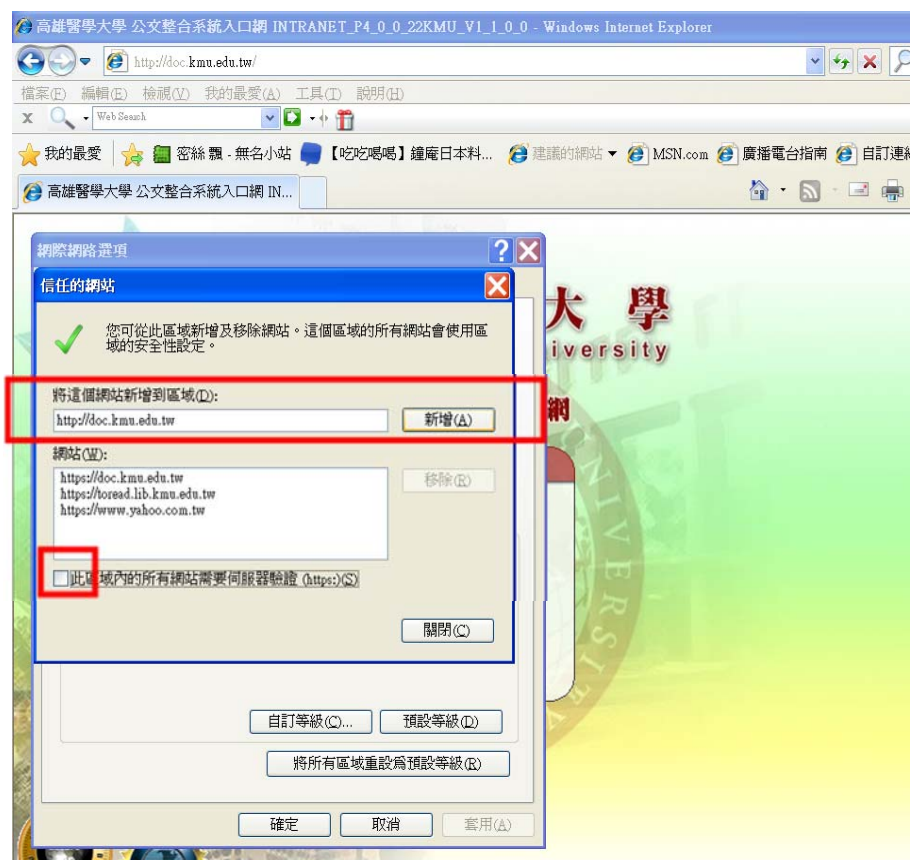 高雄醫學大學 公文整合系統入口網 INTRANET_P4_0_0_22KMU_V1_1_0_0 - Windows Internet Explorer
http://doc.kmu.edu.tw/
檔案(F) 編輯(E) 檢視(V) 我的最愛(A) 工具(T) 說明(H)
X Web Search
我的最愛 密絲 飄 - 無名小站 【吃吃喝喝】鐘庵日本料... 建議的網站 MSN.com 廣播電台指南 自訂連結
高雄醫學大學 公文整合系統入口網 IN...
網際網路選項
信任的網站
大 學
iversity
網
您可從此區域新增及移除網站。這個區域的所有網站會使用區
域的安全性設定。
將這個網站新增到區域(D):
http://doc.kmu.edu.tw 新增(A)
網站(W):
https://doc.kmu.edu.tw 移除(R)
https://toread.lib.kmu.edu.tw
https://www.yahoo.com.tw
此區域內的所有網站需要伺服器驗證 (https:)(S)
關閉(C)
自訂等級(C)... 預設等級(D)
將所有區域重設為預設等級(R)
確定 取消 套用(A)